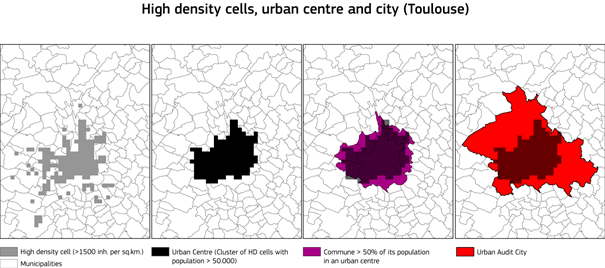 High density cells, urban centre and city (Toulouse)
High density cell (>1500 inh. per sq.km.)
Municipalities
Urban Centre (Cluster of HD cells with
population > 50.000)
Commune > 50% of its population
in an urban centre
Urban Audit City